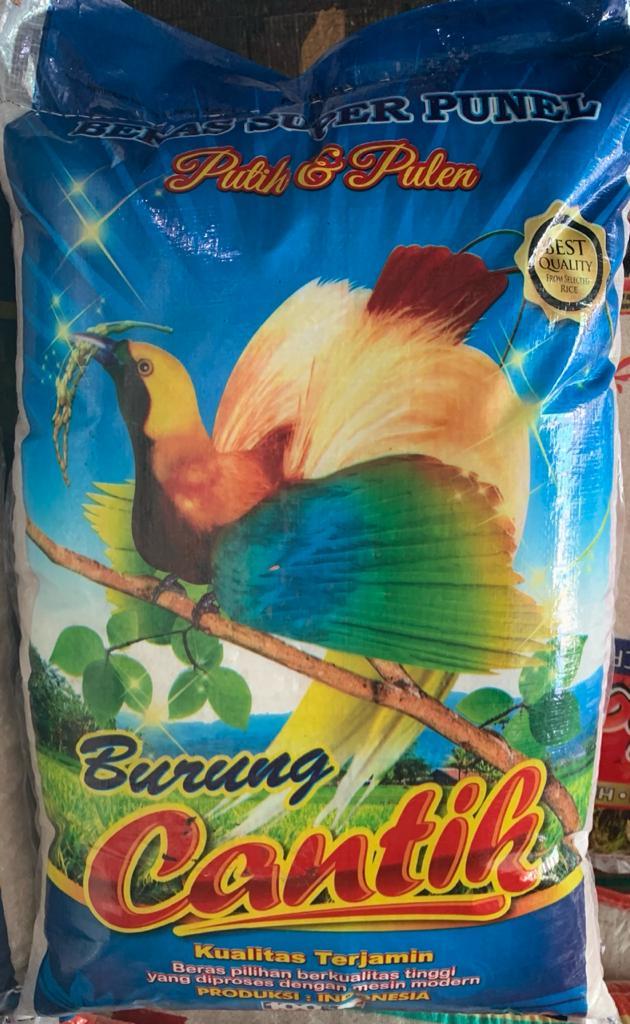 BERAS SUPER PUNEL
Putih & Pulen
BEST
QUALITY
FROM SELECTED
RICE
Burung
Cantik
Kualitas Terjamin
Beras pilihan berkualitas tinggi
yang diproses dengan mesin modern
PRODUKSI : INDONESIA